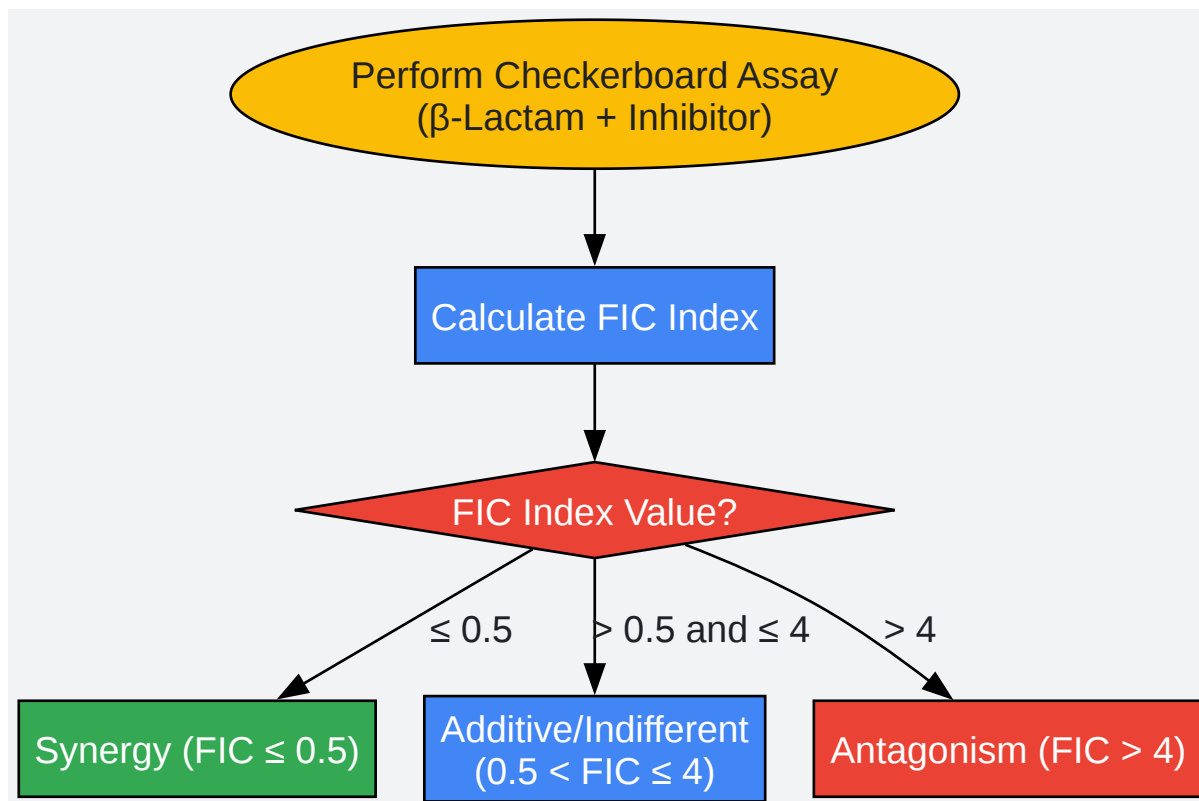 Perform Checkerboard Assay
(β-Lactam + Inhibitor)
Calculate FIC Index
FIC Index Value?
≤ 0.5
> 0.5 and ≤ 4
> 4
Synergy (FIC ≤ 0.5)
Additive/Indifferent
(0.5 < FIC ≤ 4)
Antagonism (FIC > 4)